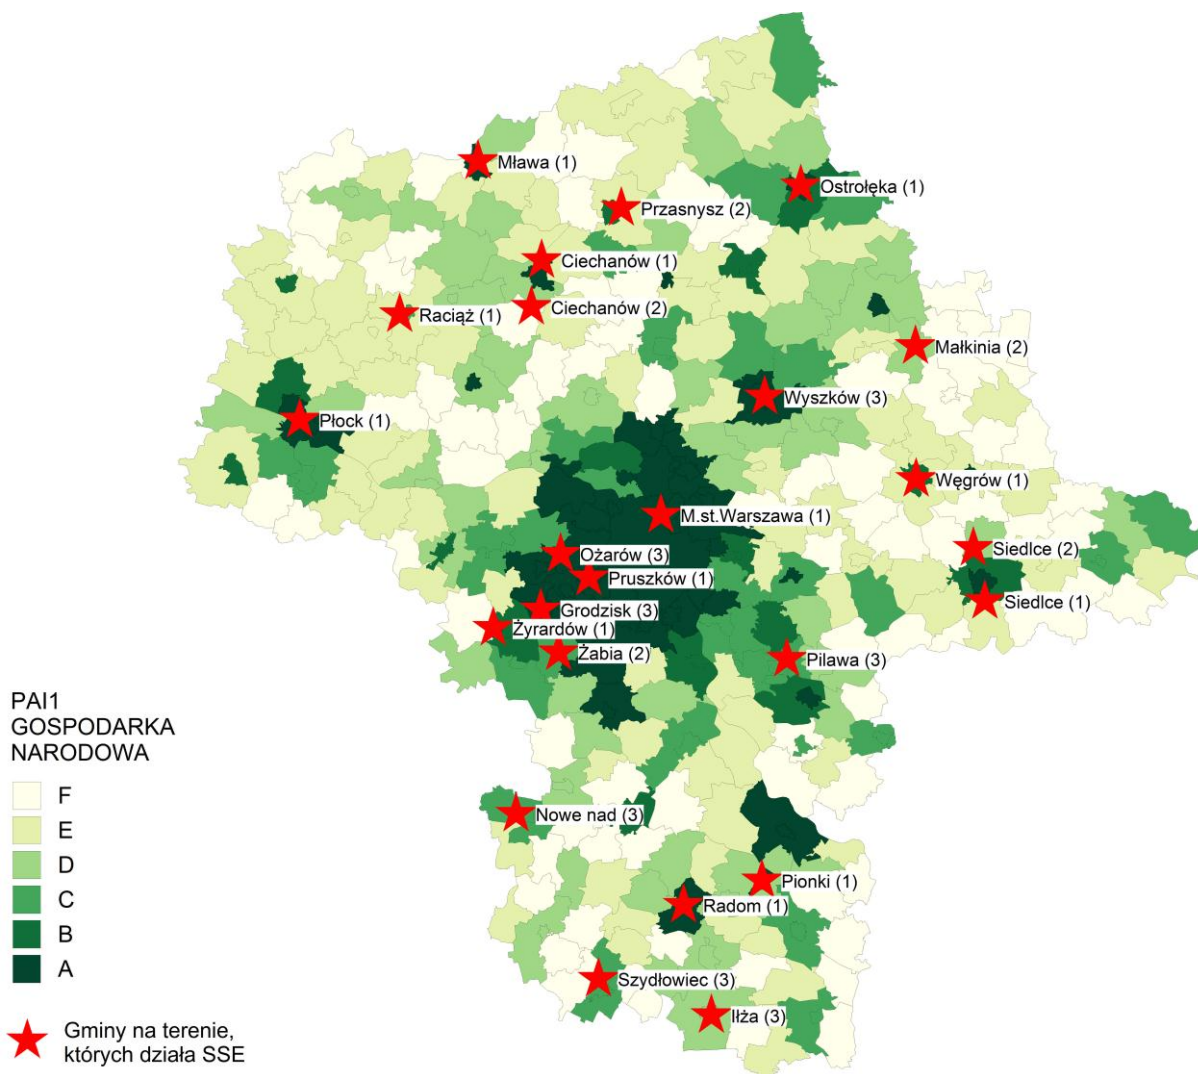 Mława (1)
Ostrołęka (1)
Przasnysz (2)
Ciechanów (1)
Ciechanów (2)
Raciąż (1)
Małkinia (2)
Wyszków (3)
Płock (1)
Węgrów (1)
M.st.Warszawa (1)
Siedlce (2)
Ożarów (3)
Pruszków (1)
Siedlce (1)
Grodzisk (3)
Żyrardów (1)
Żabia (2)
Pilawa (3)
PAI1
GOSPODARKA
NARODOWA
F
E
D
C
B
A
Nowe nad (3)
Pionki (1)
Radom (1)
Szydłowiec (3)
Iłża (3)
Gminy na terenie,
których działa SSE